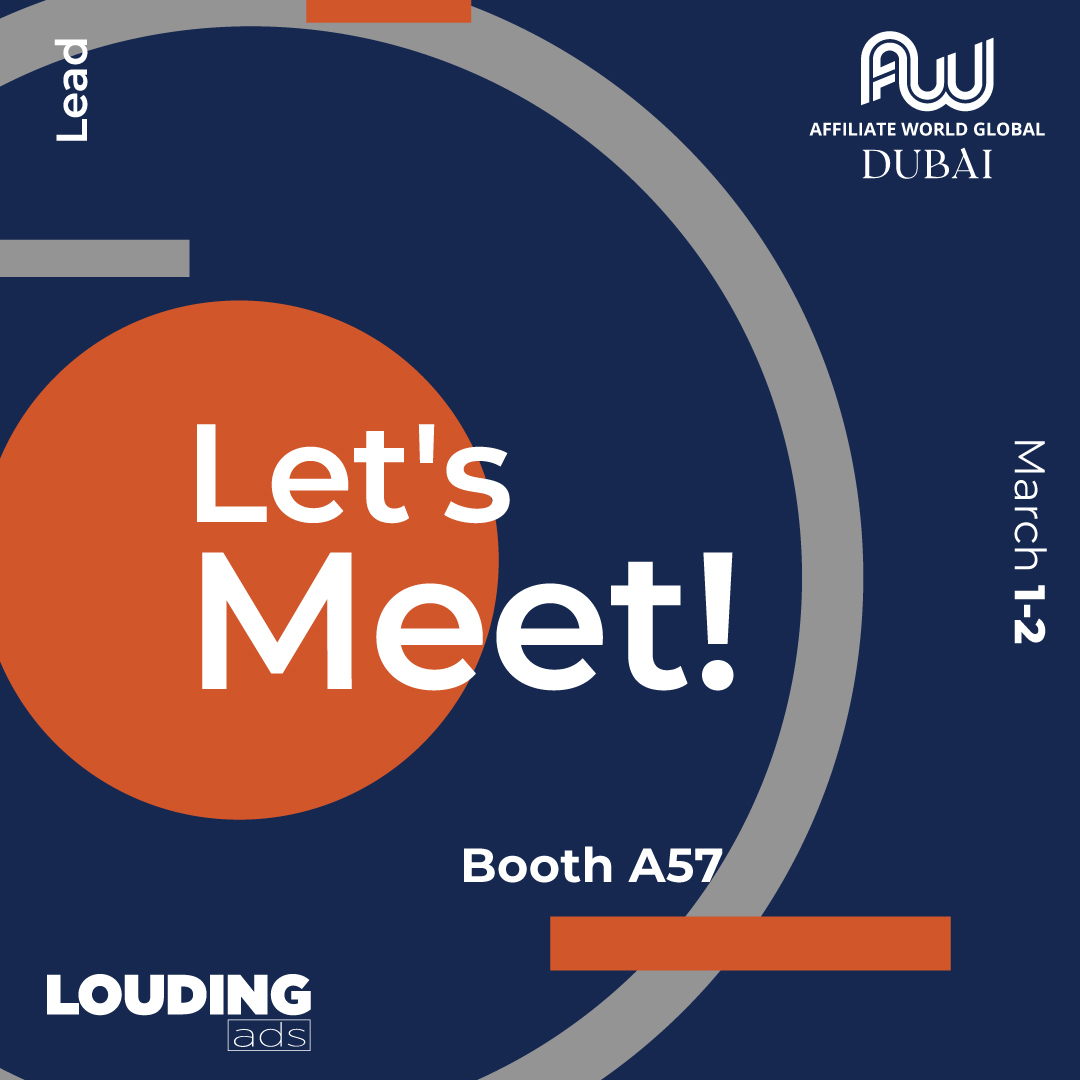 Lead
AFFILIATE WORLD GLOBAL
DUBAI
Let's
Meet!
March 1-2
Booth A57
LOUDING
ads